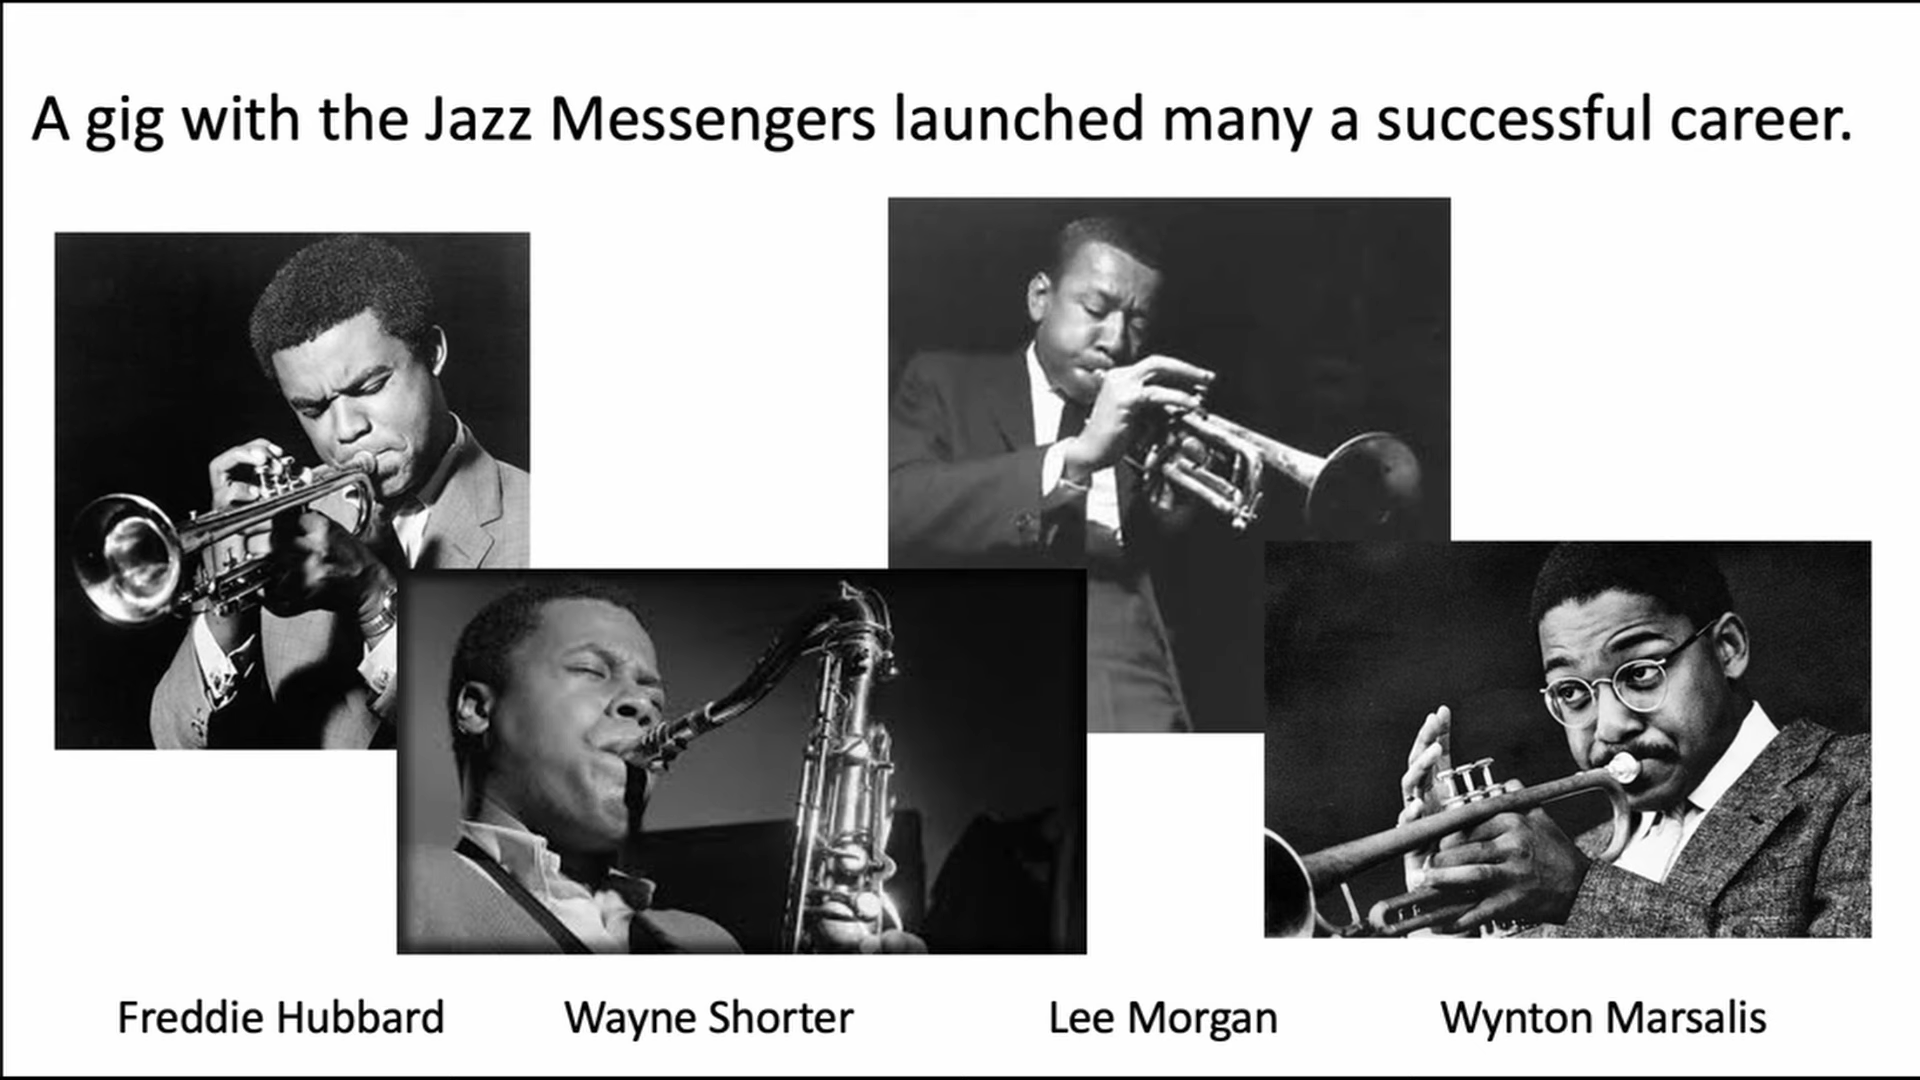 A gig with the Jazz Messengers launched many a successful career.
Freddie Hubbard
Wayne Shorter
Lee Morgan
Wynton Marsalis